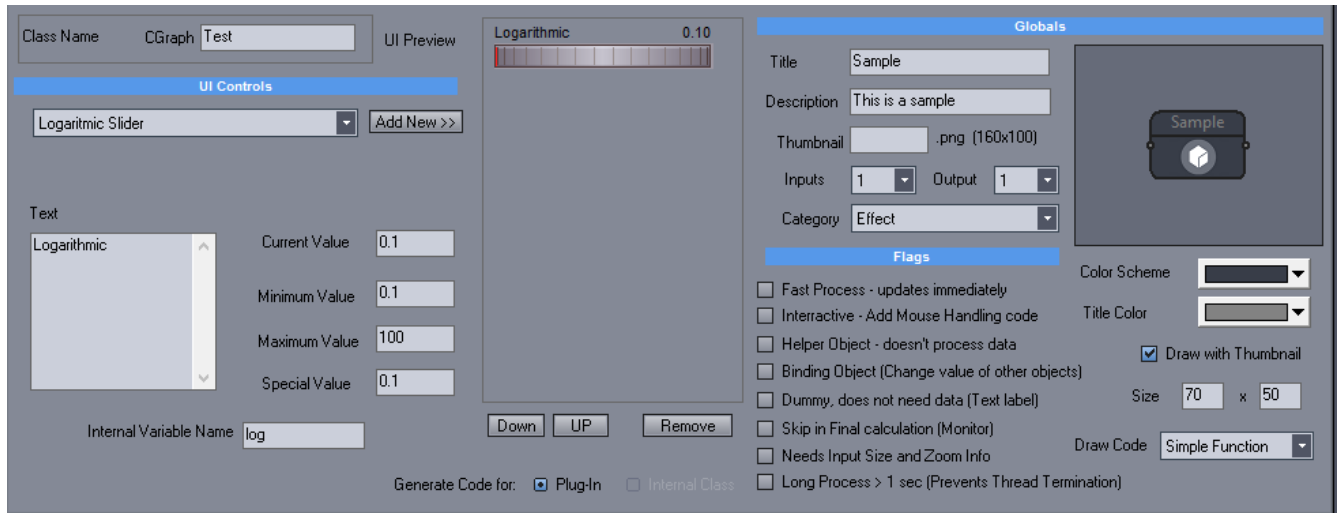 Class Name CGraph Test UI Preview
UI Controls
Logaritmic Slider Add New >>
Text
Logarithmic
Current Value 0.1
Minimum Value 0.1
Maximum Value 100
Special Value 0.1
Internal Variable Name log
Logarithmic 0.10
Down UP Remove
Generate Code for: Plug-In Internal Class
Globals
Title Sample
Description This is a sample
Thumbnail .png (160x100)
Inputs 1 Output 1
Category Effect
Sample
Flags
Fast Process - updates immediately
Interractive - Add Mouse Handling code
Helper Object - doesn't process data
Binding Object (Change value of other objects)
Dummy, does not need data (Text label)
Skip in Final calculation (Monitor)
Needs Input Size and Zoom Info
Long Process > 1 sec (Prevents Thread Termination)
Color Scheme
Title Color
Draw with Thumbnail
Size 70 x 50
Draw Code Simple Function